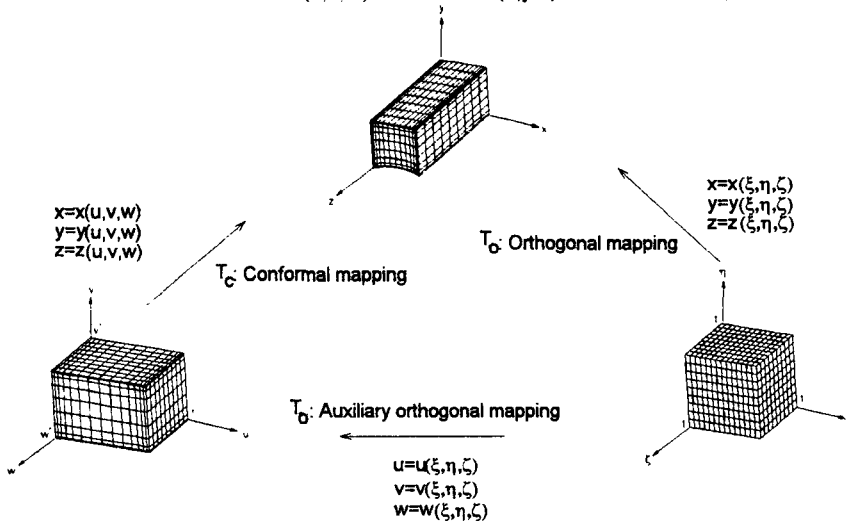 y
x
z
x=x(u,v,w)
y=y(u,v,w)
z=z(u,v,w)
T_C: Conformal mapping
x=x(ξ,η,ζ)
y=y(ξ,η,ζ)
z=z(ξ,η,ζ)
T_O: Orthogonal mapping
v
v'
w'
w
u
η
1
1
1
ζ
T_O: Auxiliary orthogonal mapping
u=u(ξ,η,ζ)
v=v(ξ,η,ζ)
w=w(ξ,η,ζ)